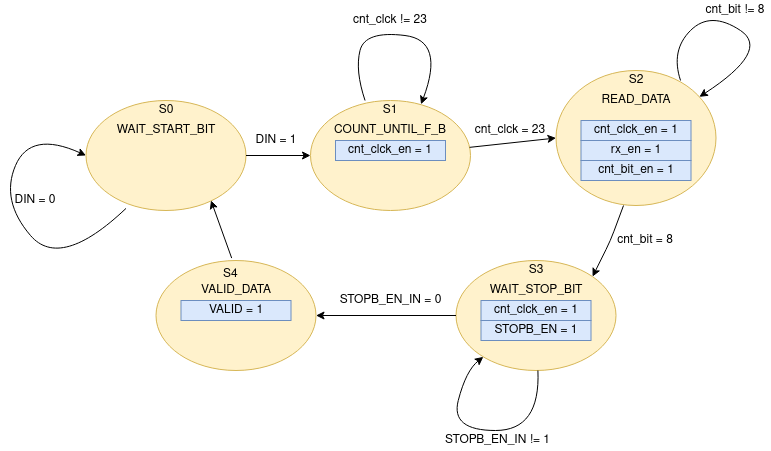 cnt_bit != 8
cnt_clck != 23
S0
WAIT_START_BIT
DIN = 0
DIN = 1
S1
COUNT_UNTIL_F_B
cnt_clck_en = 1
cnt_clck = 23
S2
READ_DATA
cnt_clck_en = 1
rx_en = 1
cnt_bit_en = 1
cnt_bit = 8
S3
WAIT_STOP_BIT
cnt_clck_en = 1
STOPB_EN = 1
STOPB_EN_IN = 0
S4
VALID_DATA
VALID = 1
STOPB_EN_IN != 1